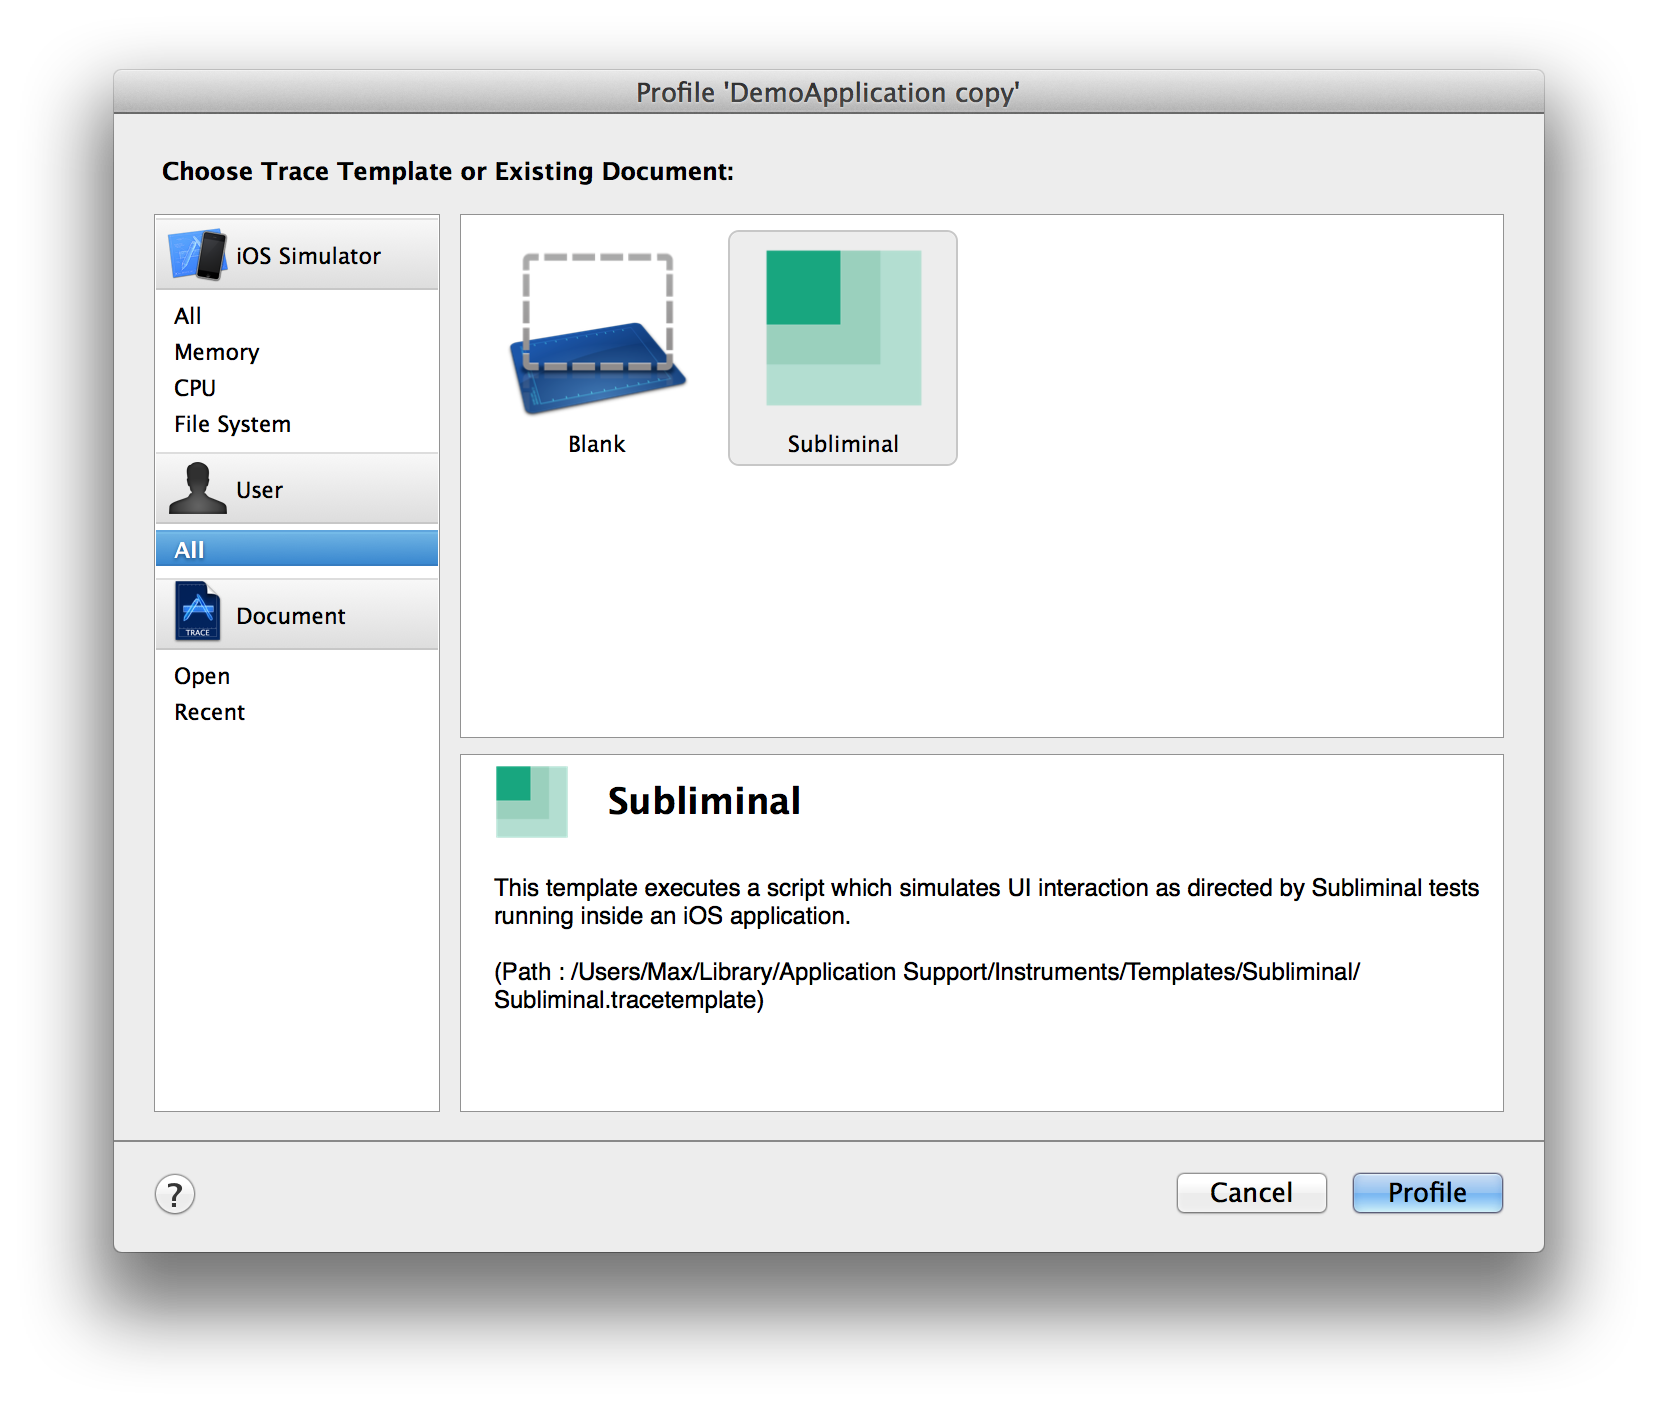 Profile 'DemoApplication copy'
Choose Trace Template or Existing Document:
iOS Simulator
All
Memory
CPU
File System
User
All
TRACE
Document
Open
Recent
Blank
Subliminal
Subliminal
This template executes a script which simulates UI interaction as directed by Subliminal tests
running inside an iOS application.
(Path : /Users/Max/Library/Application Support/Instruments/Templates/Subliminal/
Subliminal.tracetemplate)
?
Cancel
Profile